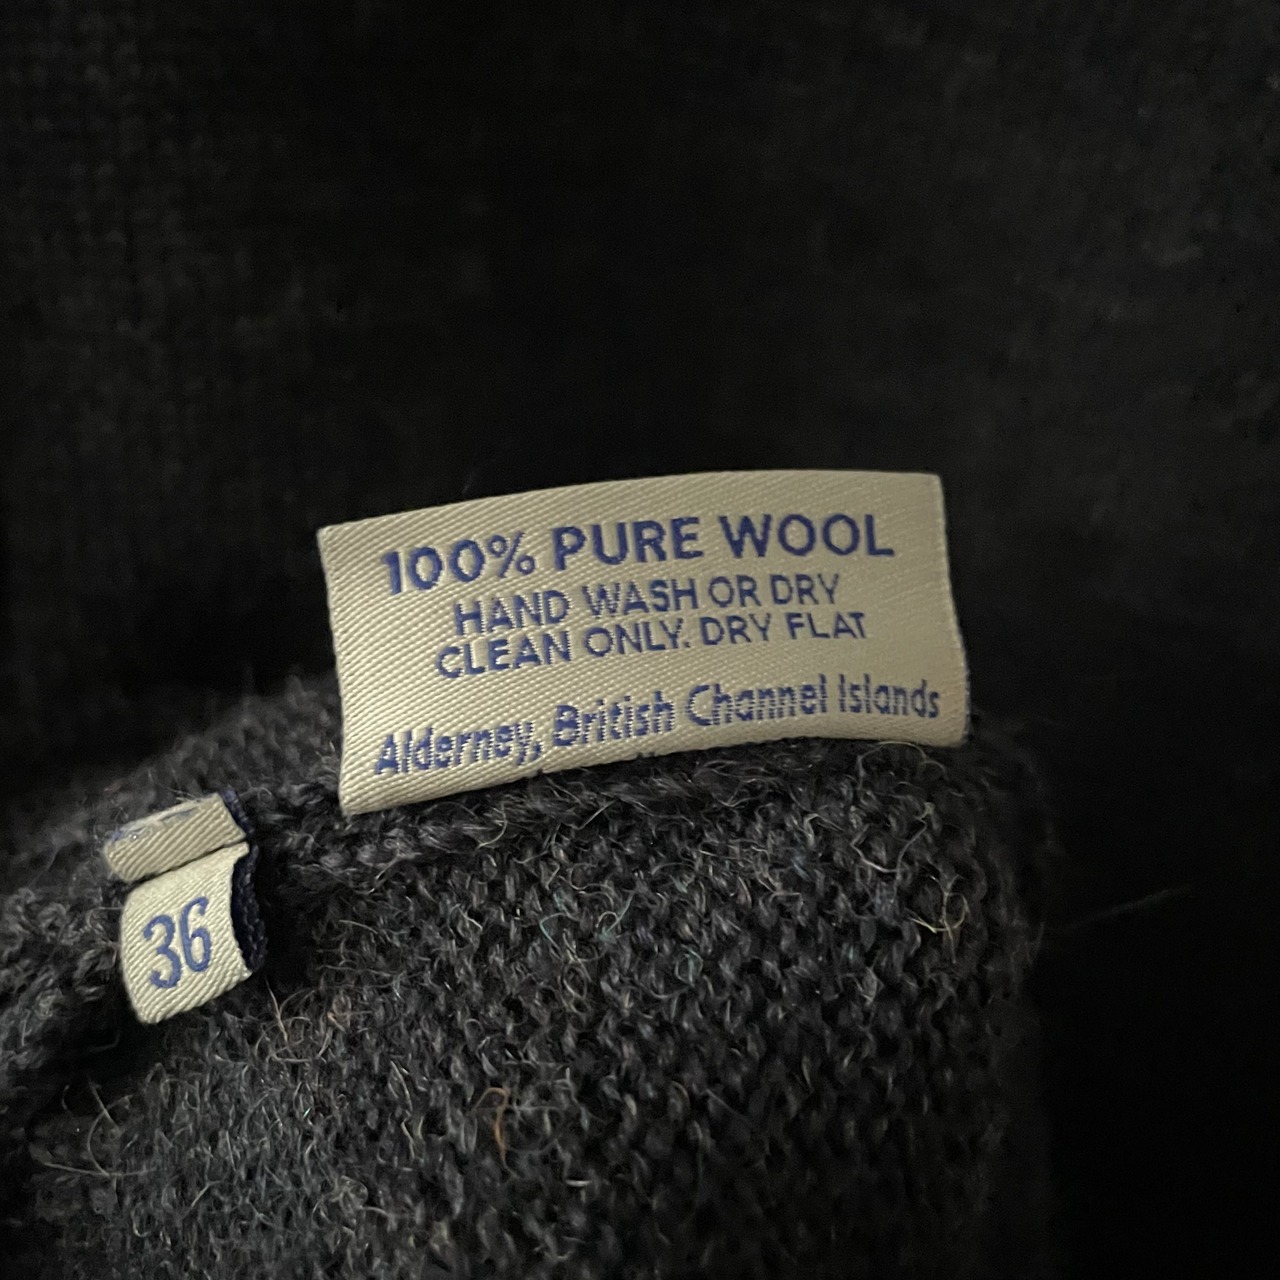 100% PURE WOOL
HAND WASH OR DRY
CLEAN ONLY. DRY FLAT
Alderney, British Channel Islands
36